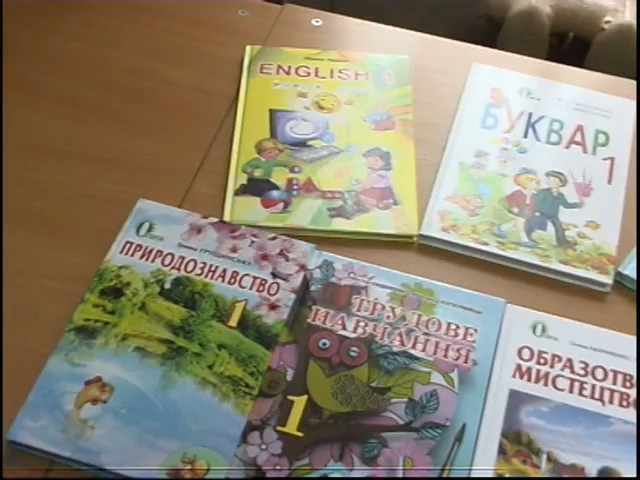 ENGLISH 1
БУКВАР
1
ПРИРОДОЗНАВСТВО
1
ТРУДОВЕ
НАВЧАННЯ
1
ОБРАЗОТВ
МИСТЕЦТВ